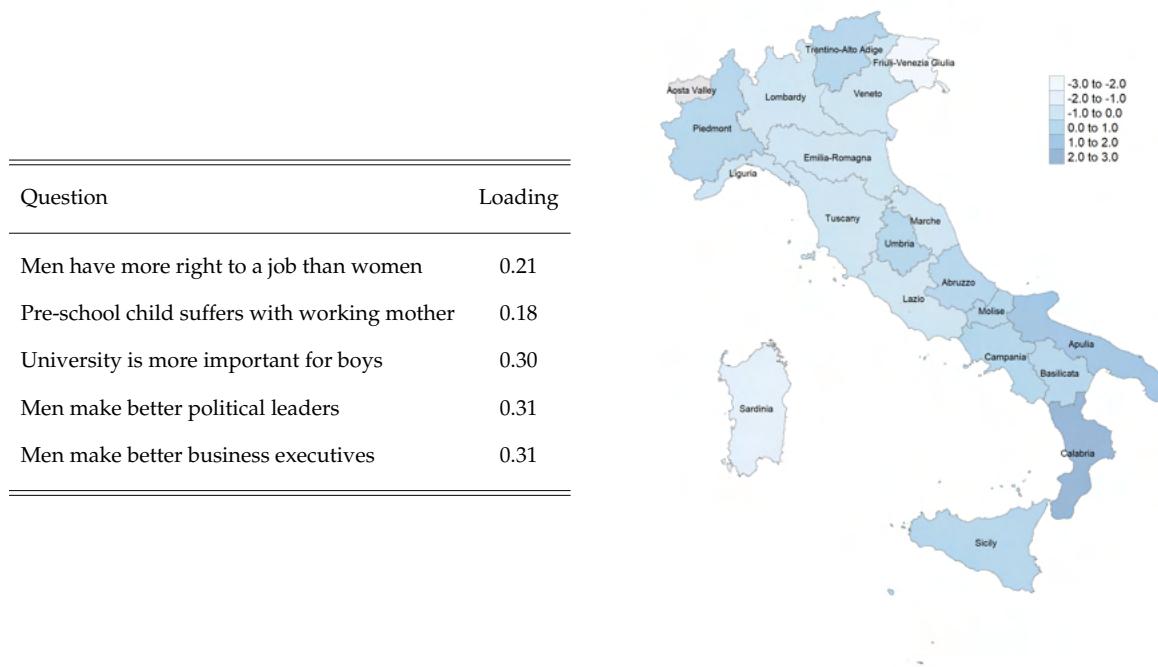 Question Loading
Men have more right to a job than women 0.21
Pre-school child suffers with working mother 0.18
University is more important for boys 0.30
Men make better political leaders 0.31
Men make better business executives 0.31
Trentino-Alto Adige
Friuli-Venezia Giulia
Aosta Valley
Lombardy
Veneto
Piedmont
Emilia-Romagna
Liguria
Tuscany
Marche
Umbria
Abruzzo
Lazio
Molise
Apulia
Campania
Basilicata
Sardinia
Calabria
Sicily
-3.0 to -2.0
-2.0 to -1.0
-1.0 to 0.0
0.0 to 1.0
1.0 to 2.0
2.0 to 3.0